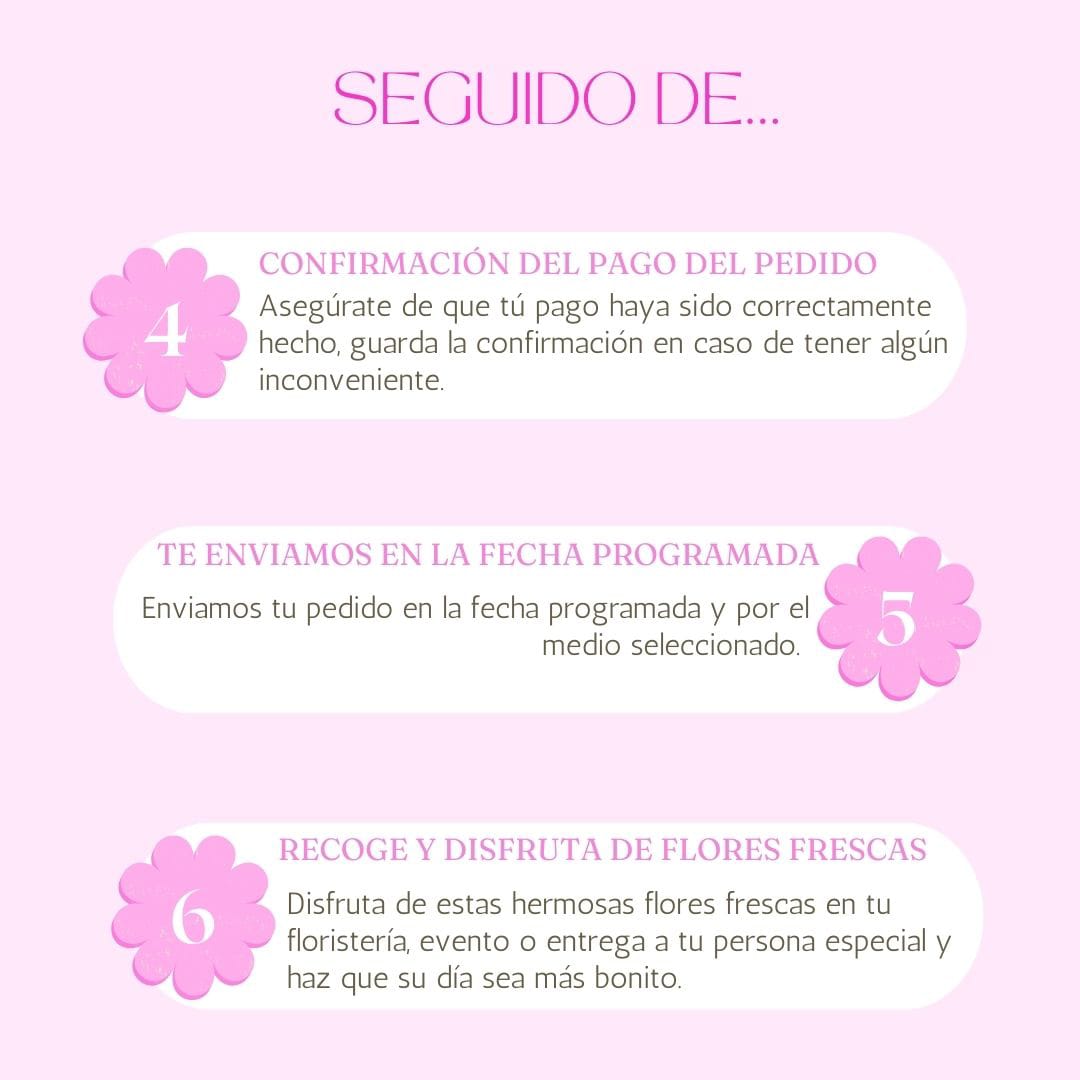 SEGUIDO DE...
CONFIRMACIÓN DEL PAGO DEL PEDIDO
4
Asegúrate de que tú pago haya sido correctamente
hecho, guarda la confirmación en caso de tener algún
inconveniente.
TE ENVIAMOS EN LA FECHA PROGRAMADA
Enviamos tu pedido en la fecha programada y por el
5
medio seleccionado.
RECOGE Y DISFRUTA DE FLORES FRESCAS
6
Disfruta de estas hermosas flores frescas en tu
floristería, evento o entrega a tu persona especial y
haz que su día sea más bonito.